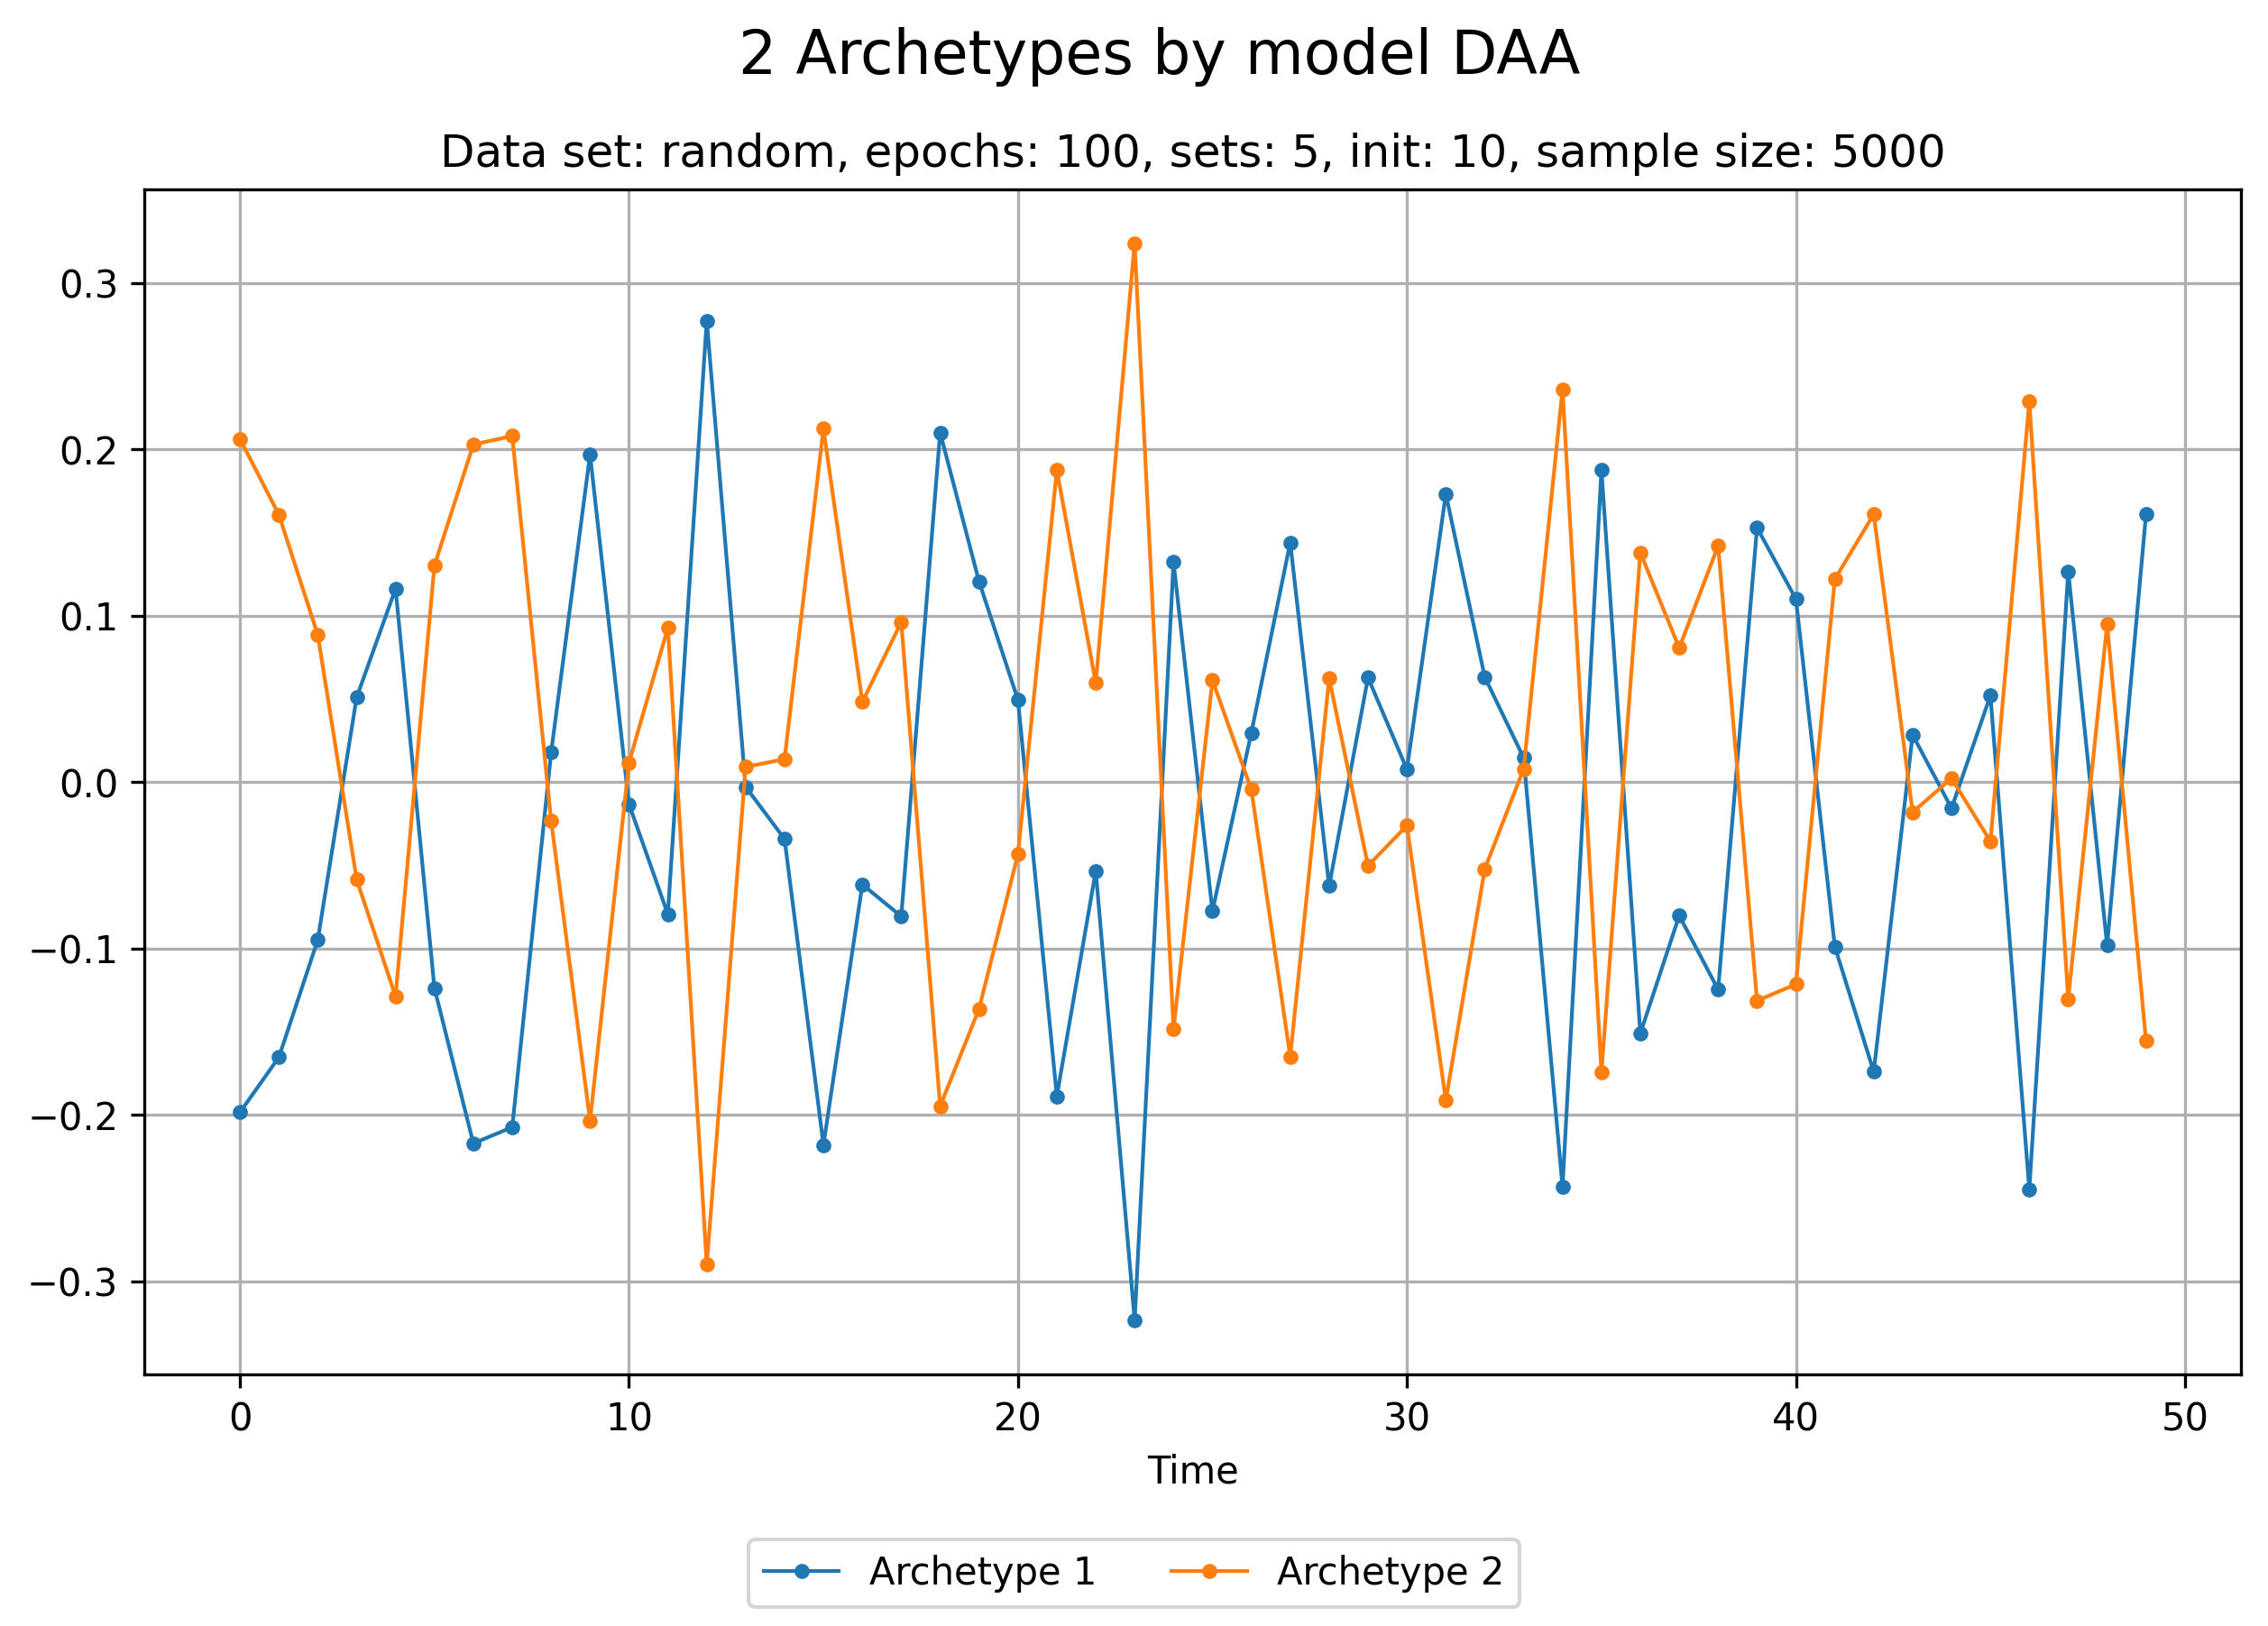 2 Archetypes by model DAA
Data set: random, epochs: 100, sets: 5, init: 10, sample size: 5000
0.3
0.2
0.1
0.0
−0.1
−0.2
−0.3
0 10 20 30 40 50
Time
Archetype 1 Archetype 2